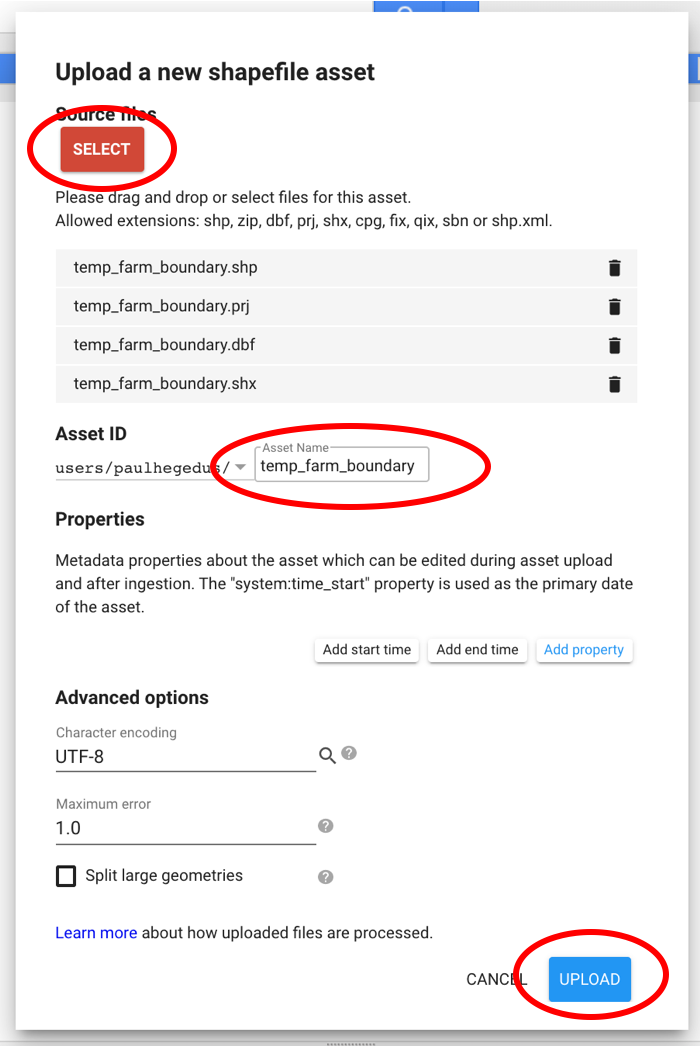 Upload a new shapefile asset
Source files
SELECT
Please drag and drop or select files for this asset.
Allowed extensions: shp, zip, dbf, prj, shx, cpg, fix, qix, sbn or shp.xml.
temp_farm_boundary.shp
temp_farm_boundary.prj
temp_farm_boundary.dbf
temp_farm_boundary.shx
Asset ID
Asset Name
users/paulhegedus/ temp_farm_boundary
Properties
Metadata properties about the asset which can be edited during asset upload
and after ingestion. The "system:time_start" property is used as the primary date
of the asset.
Add start time Add end time Add property
Advanced options
Character encoding
UTF-8
Maximum error
1.0
Split large geometries
Learn more about how uploaded files are processed.
CANCEL UPLOAD